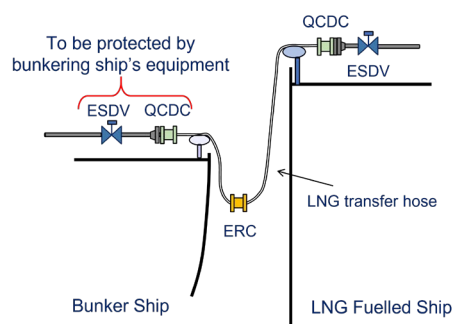 QCDC
To be protected by
bunkering ship's equipment
ESDV
ESDV QCDC
LNG transfer hose
ERC
Bunker Ship
LNG Fuelled Ship